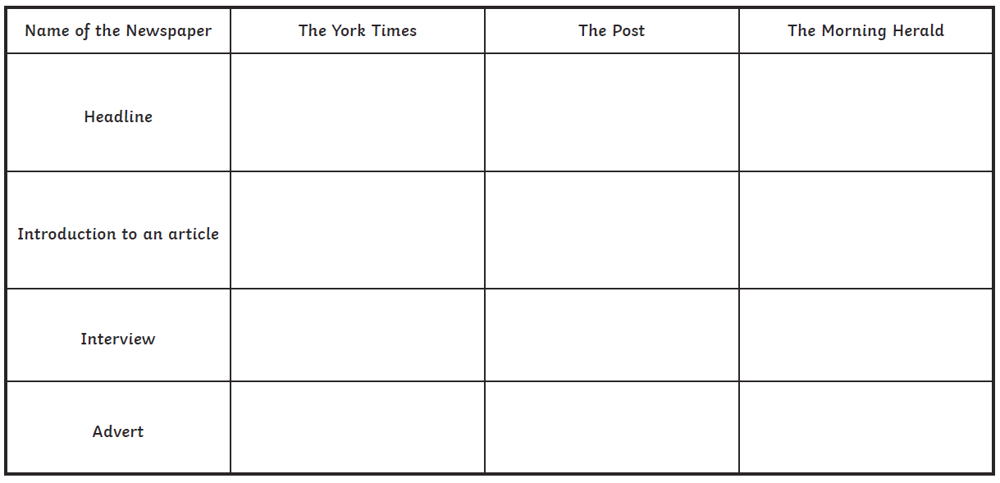 Name of the Newspaper
The York Times
The Post
The Morning Herald
Headline
Introduction to an article
Interview
Advert